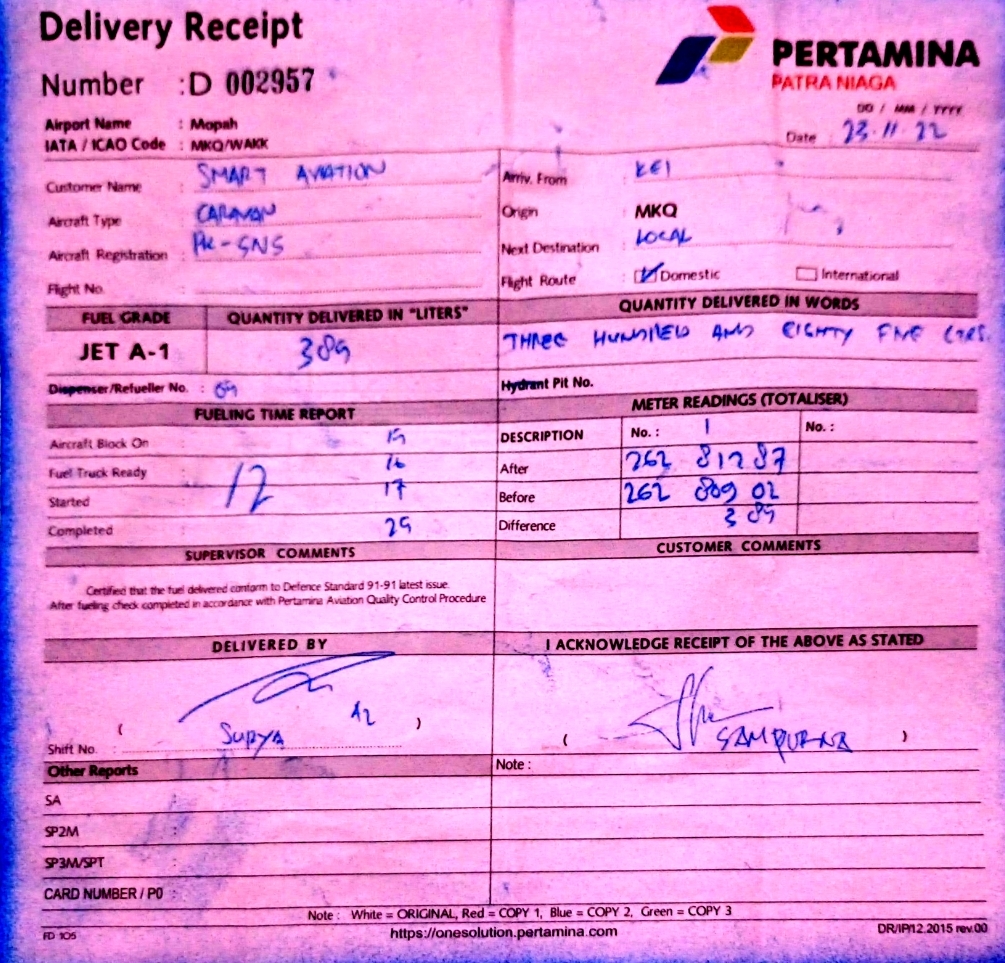 Delivery Receipt
Number : D 002957
PERTAMINA
PATRA NIAGA
Airport Name : Mopah
IATA / ICAO Code : MKQ/WAKK
DD / MM / YYYY
Date 23-11-22
Customer Name : SMART AVIATION
Arriv. From KEI
Aircraft Type : CARAVAN
Origin MKQ
Aircraft Registration : PK-SNS
Next Destination LOCAL
Flight No. :
Flight Route Domestic International
FUEL GRADE QUANTITY DELIVERED IN "LITERS" QUANTITY DELIVERED IN WORDS
JET A-1 385 THREE HUNDRED AND EIGHTY FIVE LTRS.
Dispenser/Refueller No. : 09
Hydrant Pit No.
FUELING TIME REPORT METER READINGS (TOTALISER)
DESCRIPTION No. : 1 No. :
Aircraft Block On : 15
Fuel Truck Ready : 12 16
After 262 812 87
Started : 17
Before 262 809 02
Completed : 25
Difference 385
SUPERVISOR COMMENTS CUSTOMER COMMENTS
Certified that the fuel delivered conform to Defence Standard 91-91 latest issue.
After fueling check completed in accordance with Pertamina Aviation Quality Control Procedure
DELIVERED BY I ACKNOWLEDGE RECEIPT OF THE ABOVE AS STATED
( SURYA )
Shift No. :
( SAMPURNA )
Other Reports
Note :
SA :
SP2M :
SP3M/SPT :
CARD NUMBER / PO :
Note : White = ORIGINAL, Red = COPY 1, Blue = COPY 2, Green = COPY 3
FD 105 https://onesolution.pertamina.com DR/IP/12.2015 rev.00